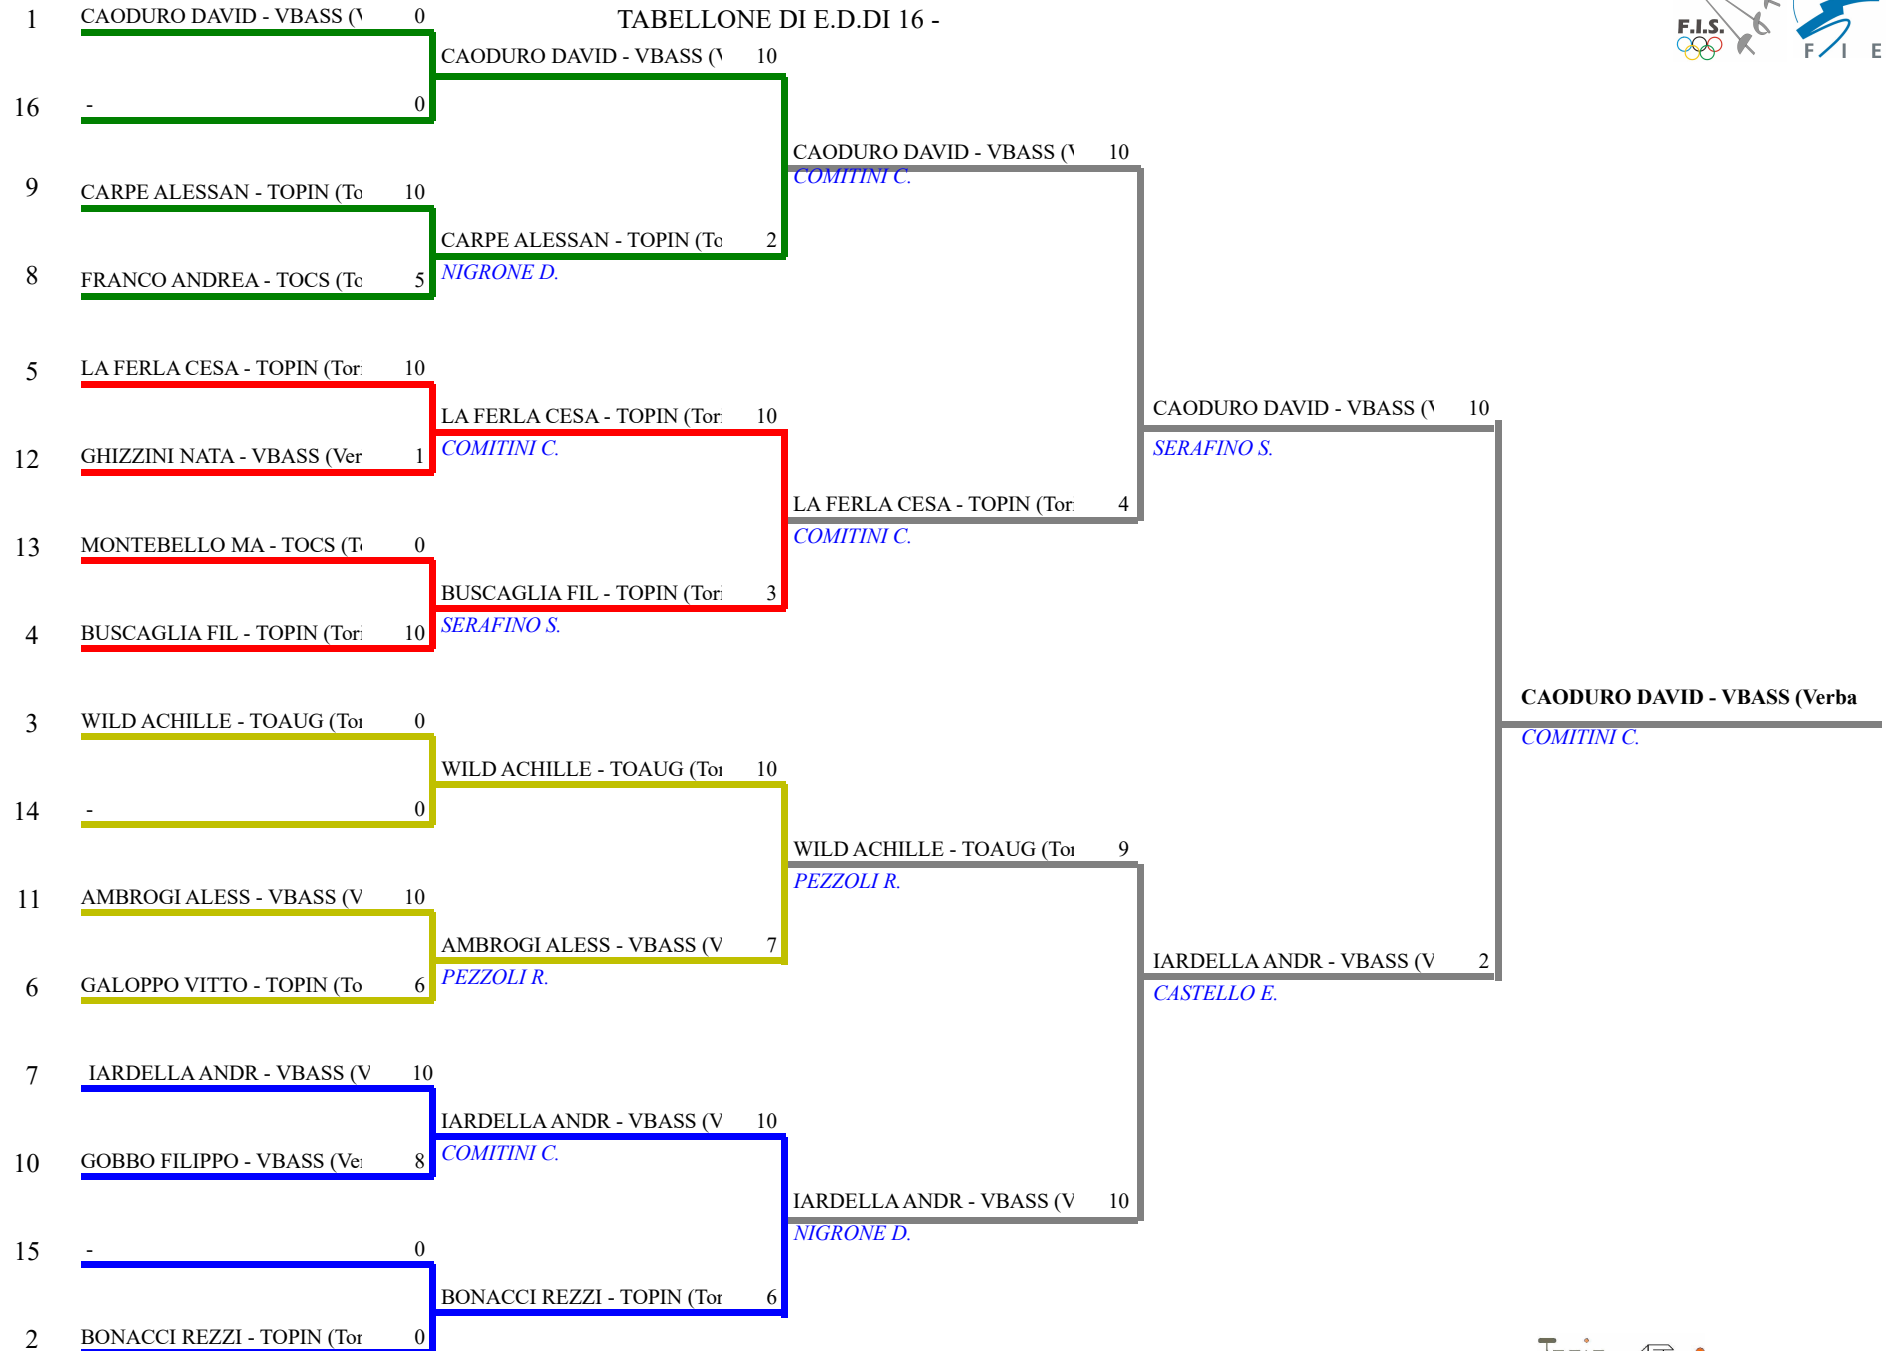 TABELLONE DI E.D.DI 16 -
F.I.S.
F I E
1 CAODURO DAVID - VBASS (V 0
CAODURO DAVID - VBASS (V 10
16 - 0
CAODURO DAVID - VBASS (V 10
COMITINI C.
9 CARPE ALESSAN - TOPIN (To 10
CARPE ALESSAN - TOPIN (To 2
NIGRONE D.
8 FRANCO ANDREA - TOCS (To 5
5 LA FERLA CESA - TOPIN (Tori 10
LA FERLA CESA - TOPIN (Tori 10
COMITINI C.
CAODURO DAVID - VBASS (V 10
SERAFINO S.
12 GHIZZINI NATA - VBASS (Ver 1
LA FERLA CESA - TOPIN (Tori 4
COMITINI C.
13 MONTEBELLO MA - TOCS (To 0
BUSCAGLIA FIL - TOPIN (Tori 3
SERAFINO S.
4 BUSCAGLIA FIL - TOPIN (Tori 10
CAODURO DAVID - VBASS (Verba
COMITINI C.
3 WILD ACHILLE - TOAUG (Tor 0
WILD ACHILLE - TOAUG (Tor 10
14 - 0
WILD ACHILLE - TOAUG (Tor 9
PEZZOLI R.
11 AMBROGI ALESS - VBASS (V 10
AMBROGI ALESS - VBASS (V 7
PEZZOLI R.
IARDELLA ANDR - VBASS (V 2
CASTELLO E.
6 GALOPPO VITTO - TOPIN (To 6
7 IARDELLA ANDR - VBASS (V 10
IARDELLA ANDR - VBASS (V 10
COMITINI C.
10 GOBBO FILIPPO - VBASS (Ver 8
IARDELLA ANDR - VBASS (V 10
NIGRONE D.
15 - 0
BONACCI REZZI - TOPIN (Tor 6
2 BONACCI REZZI - TOPIN (Tor 0